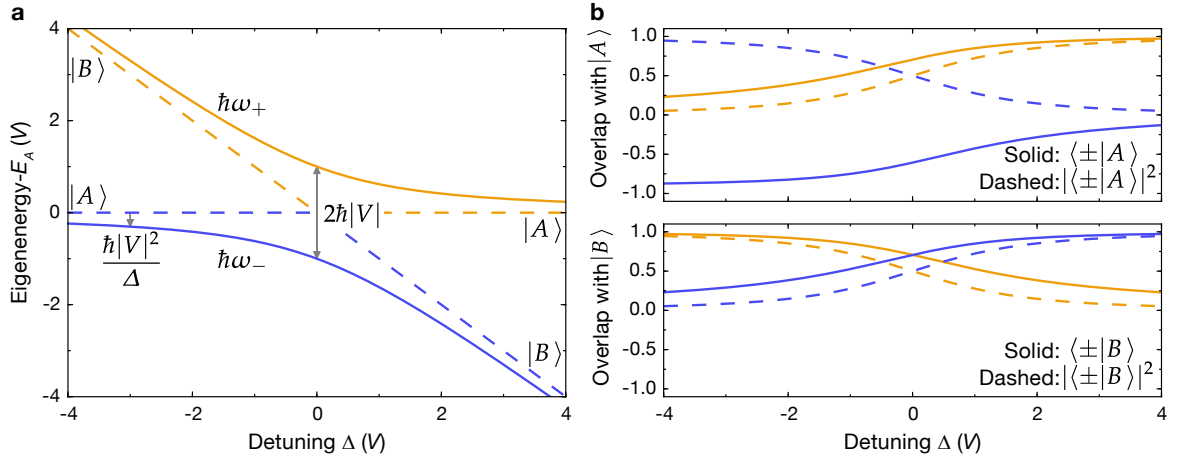 a
Eigenenergy-E_A (V)
4
2
0
-2
-4
|B⟩
ħω₊
|A⟩
2ħ|V|
|A⟩
ħ|V|²
Δ
ħω₋
|B⟩
-4 -2 0 2 4
Detuning Δ (V)
b
Overlap with|A⟩
1.0
0.5
0.0
-0.5
-1.0
Solid: ⟨±|A⟩
Dashed:|⟨±|A⟩|²
Overlap with|B⟩
1.0
0.5
0.0
-0.5
-1.0
Solid: ⟨±|B⟩
Dashed:|⟨±|B⟩|²
-4 -2 0 2 4
Detuning Δ (V)